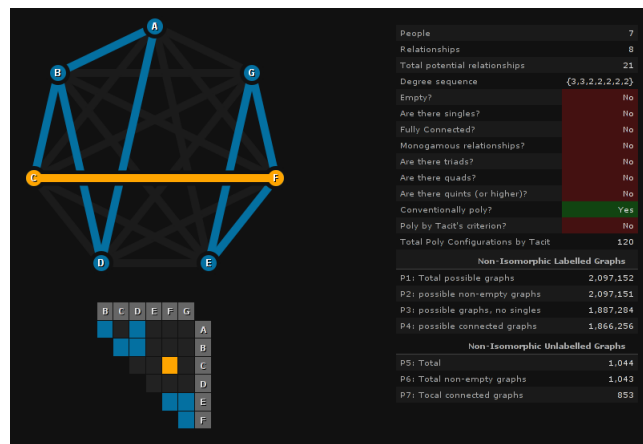 A
B
G
C
F
D
E
B C D E F G
A
B
C
D
E
F
People 7
Relationships 8
Total potential relationships 21
Degree sequence {3,3,2,2,2,2,2}
Empty? No
Are there singles? No
Fully Connected? No
Monogamous relationships? No
Are there triads? No
Are there quads? No
Are there quints (or higher)? No
Conventionally poly? Yes
Poly by Tacit's criterion? No
Total Poly Configurations by Tacit 120
Non-Isomorphic Labelled Graphs
P1: Total possible graphs 2,097,152
P2: possible non-empty graphs 2,097,151
P3: possible graphs, no singles 1,887,284
P4: possible connected graphs 1,866,256
Non-Isomorphic Unlabelled Graphs
P5: Total 1,044
P6: Total non-empty graphs 1,043
P7: Tocal connected graphs 853